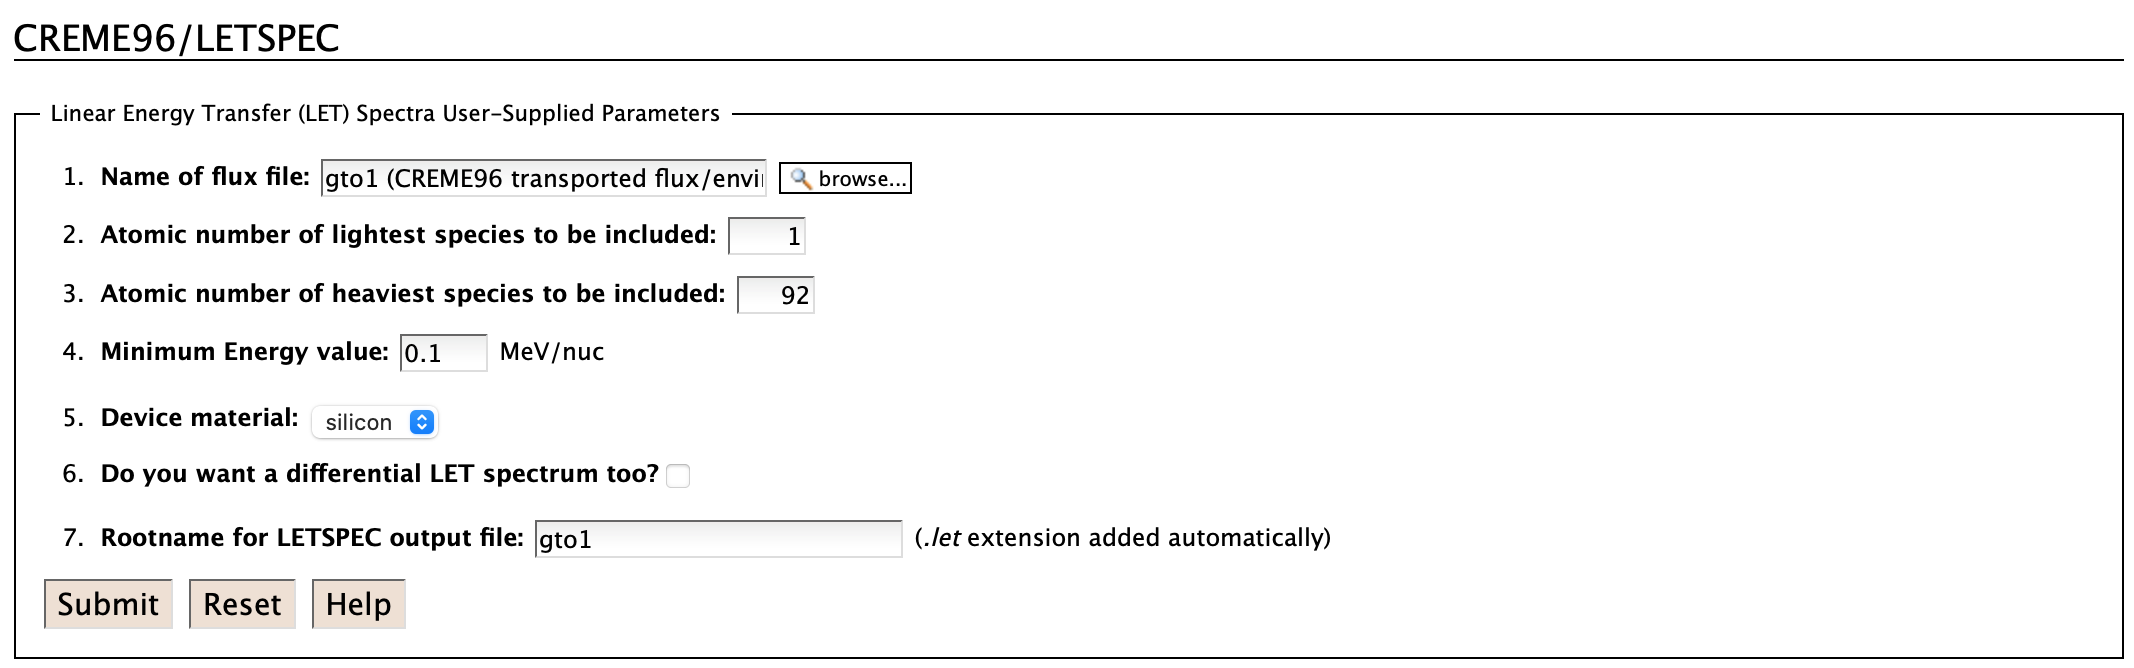 CREME96/LETSPEC
Linear Energy Transfer (LET) Spectra User-Supplied Parameters
1. Name of flux file: gto1 (CREME96 transported flux/envi browse...
2. Atomic number of lightest species to be included: 1
3. Atomic number of heaviest species to be included: 92
4. Minimum Energy value: 0.1 MeV/nuc
5. Device material: silicon
6. Do you want a differential LET spectrum too?
7. Rootname for LETSPEC output file: gto1 (.let extension added automatically)
Submit Reset Help